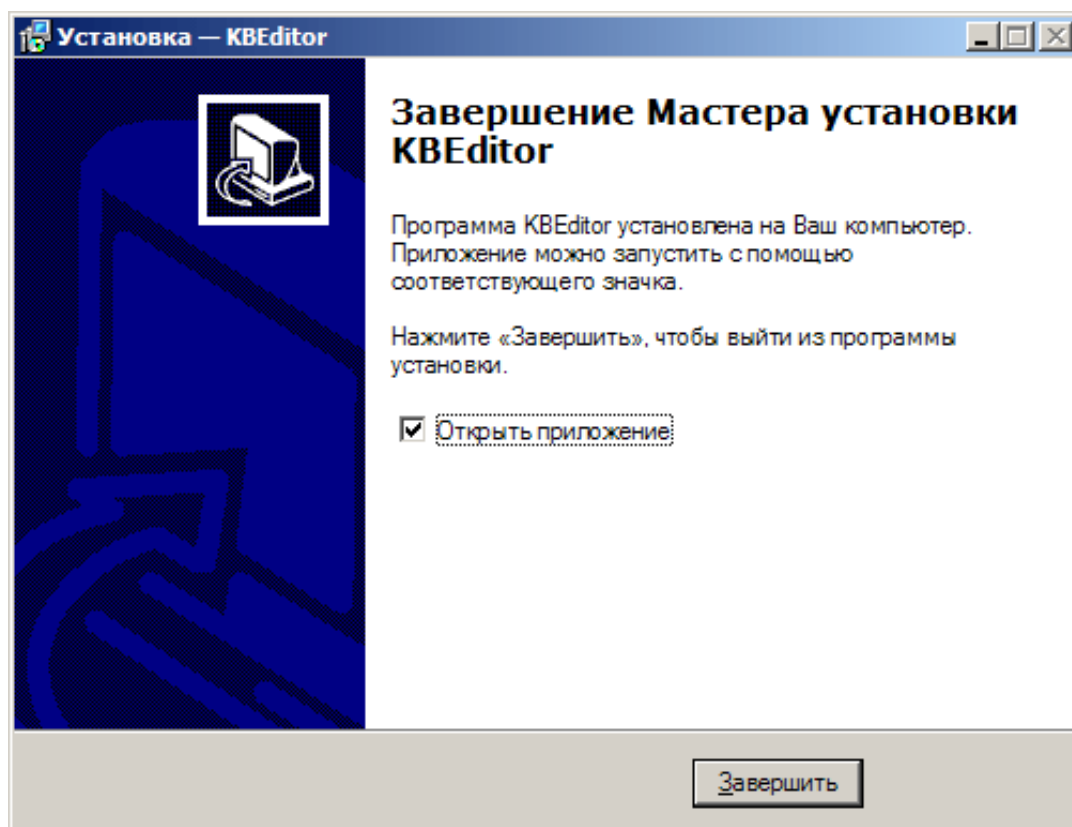 Установка — KBEditor
Завершение Мастера установки
KBEditor
Программа KBEditor установлена на Ваш компьютер.
Приложение можно запустить с помощью
соответствующего значка.
Нажмите «Завершить», чтобы выйти из программы
установки.
Открыть приложение
Завершить